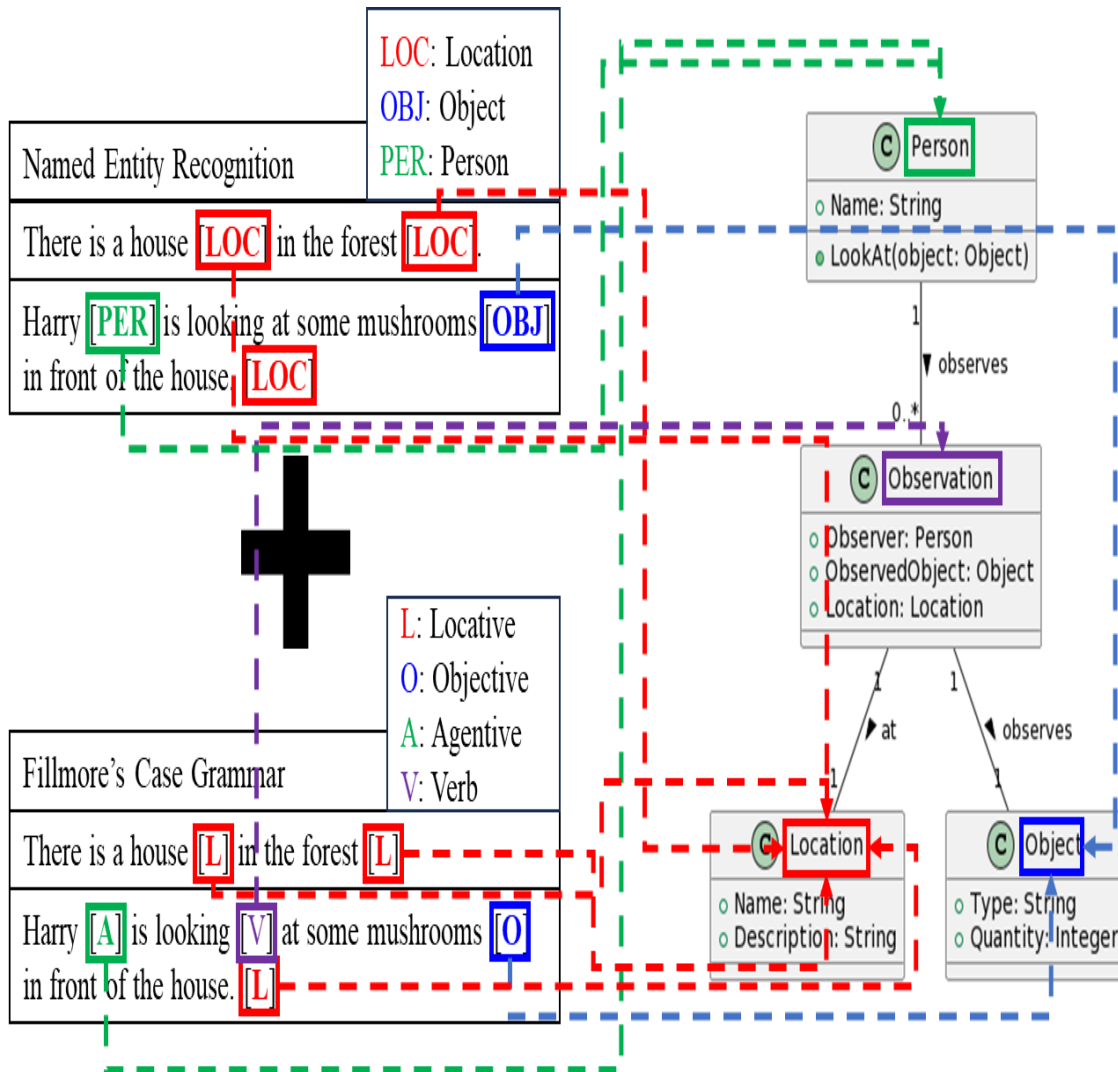 LOC: Location
OBJ: Object
PER: Person
Named Entity Recognition
There is a house [LOC] in the forest [LOC].
Harry [PER] is looking at some mushrooms [OBJ]
in front of the house. [LOC]
L: Locative
O: Objective
A: Agentive
V: Verb
Fillmore's Case Grammar
There is a house [L] in the forest [L]
Harry [A] is looking [V] at some mushrooms [O]
in front of the house. [L]
C Person
Name: String
LookAt(object: Object)
1
observes
0..*
C Observation
Observer: Person
ObservedObject: Object
Location: Location
1
at
1
1
observes
1
C Location
Name: String
Description: String
C Object
Type: String
Quantity: Integer